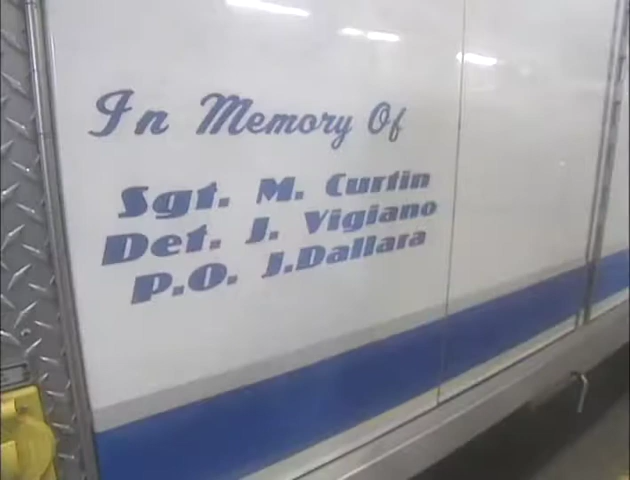 In Memory Of
Sgt. M. Curtin
Det. J. Vigiano
P.O. J.Dallara